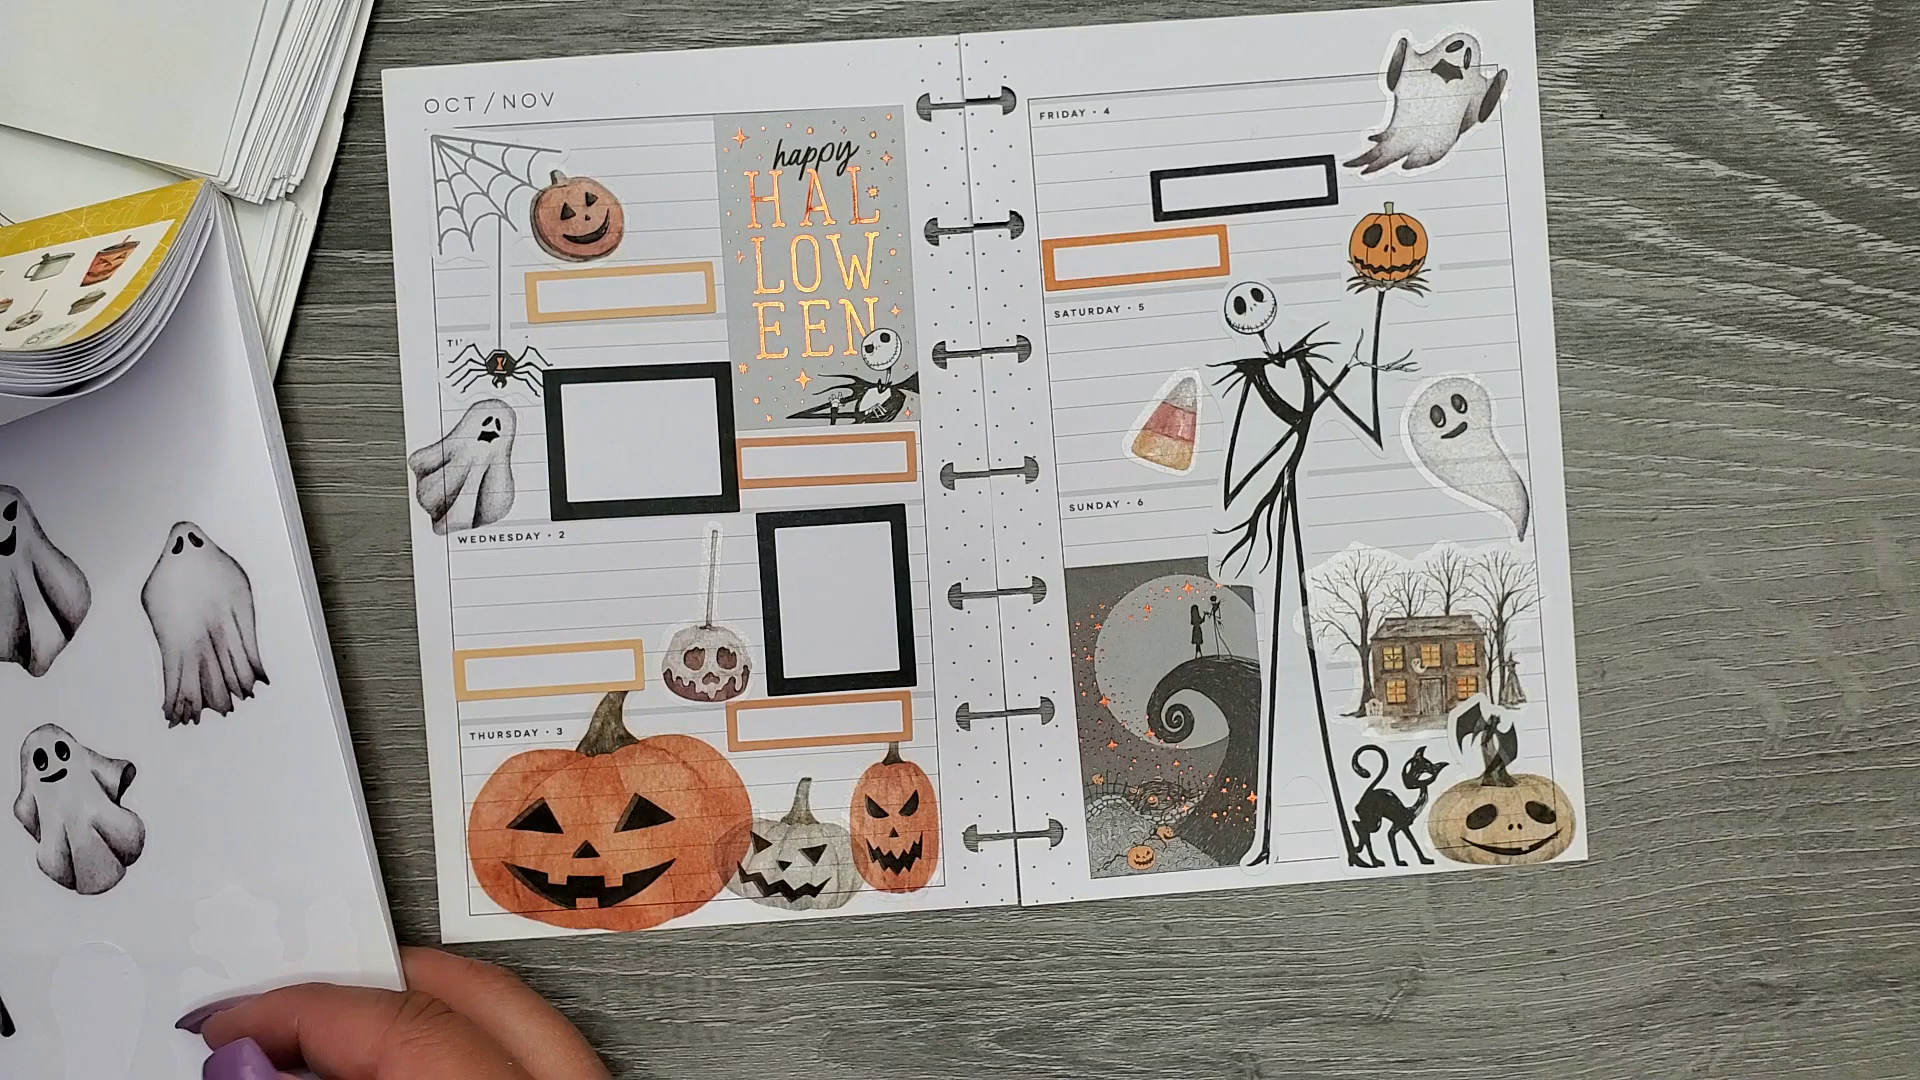 OCT/NOV
happy
HAL
LOW
EEN
WEDNESDAY • 2
THURSDAY • 3
FRIDAY • 4
SATURDAY • 5
SUNDAY • 6